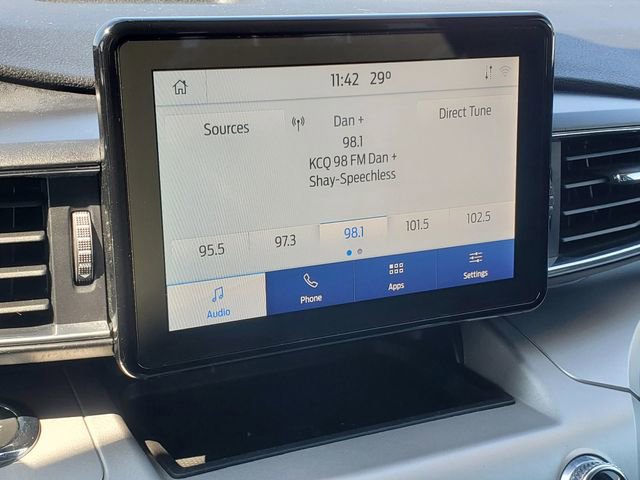 11:42 29°
Sources
Dan +
Direct Tune
98.1
KCQ 98 FM Dan +
Shay-Speechless
95.5 97.3 98.1 101.5 102.5
Audio Phone Apps Settings